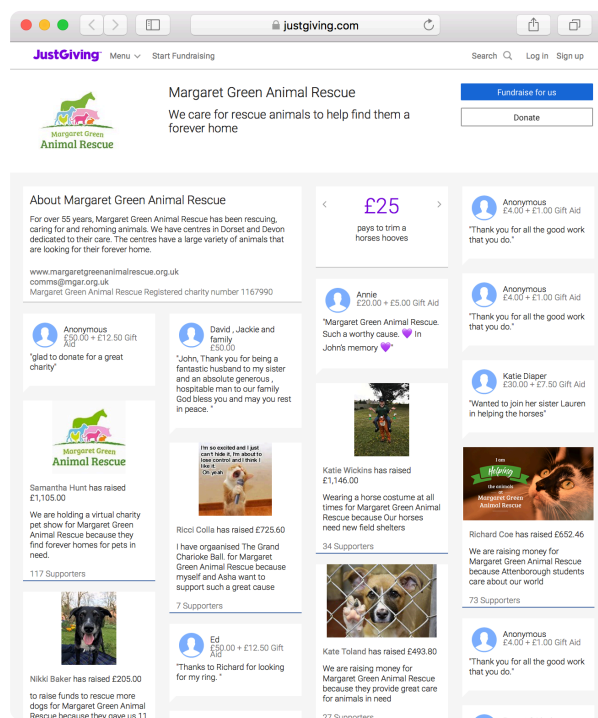 justgiving.com
JustGiving
Menu
Start Fundraising
Search
Log in
Sign up
Margaret Green
Animal Rescue
Margaret Green Animal Rescue
We care for rescue animals to help find them a
forever home
Fundraise for us
Donate
About Margaret Green Animal Rescue
For over 55 years, Margaret Green Animal Rescue has been rescuing,
caring for and rehoming animals. We have centres in Dorset and Devon
dedicated to their care. The centres have a large variety of animals that
are looking for their forever home.
www.margaretgreenanimalrescue.org.uk
comms@mgar.org.uk
Margaret Green Animal Rescue Registered charity number 1167990
Anonymous
£50.00 + £12.50 Gift
Aid
"glad to donate for a great
charity"
Margaret Green
Animal Rescue
Samantha Hunt has raised
£1,105.00
We are holding a virtual charity
pet show for Margaret Green
Animal Rescue because they
find forever homes for pets in
need.
117 Supporters
Nikki Baker has raised £205.00
to raise funds to rescue more
dogs for Margaret Green Animal
Rescue because they gave us 11
David , Jackie and
family
£50.00
"John, Thank you for being a
fantastic husband to my sister
and an absolute generous ,
hospitable man to our family
God bless you and may you rest
in peace. "
I'm so excited and I just
can't hide it, I'm about to
lose control and I think I
like it
Oh yeah
Ricci Colla has raised £725.60
I have orgaanised The Grand
Charioke Ball. for Margaret
Green Animal Rescue because
myself and Asha want to
support such a great cause
7 Supporters
Ed
£50.00 + £12.50 Gift
Aid
"Thanks to Richard for looking
for my ring. "
£25
pays to trim a
horses hooves
Annie
£20.00 + £5.00 Gift Aid
"Margaret Green Animal Rescue.
Such a worthy cause. 💜 In
John's memory 💜"
Katie Wickins has raised
£1,146.00
Wearing a horse costume at all
times for Margaret Green Animal
Rescue because Our horses
need new field shelters
34 Supporters
Kate Toland has raised £493.80
We are raising money for
Margaret Green Animal Rescue
because they provide great care
for animals in need
27 Supporters
Anonymous
£4.00 + £1.00 Gift Aid
"Thank you for all the good work
that you do."
Anonymous
£4.00 + £1.00 Gift Aid
"Thank you for all the good work
that you do."
Katie Diaper
£30.00 + £7.50 Gift Aid
"Wanted to join her sister Lauren
in helping the horses"
I am
Helping
the animals
at
Margaret Green
Animal Rescue
Richard Coe has raised £652.46
We are raising money for
Margaret Green Animal Rescue
because Attenborough students
care about our world
73 Supporters
Anonymous
£4.00 + £1.00 Gift Aid
"Thank you for all the good work
that you do."